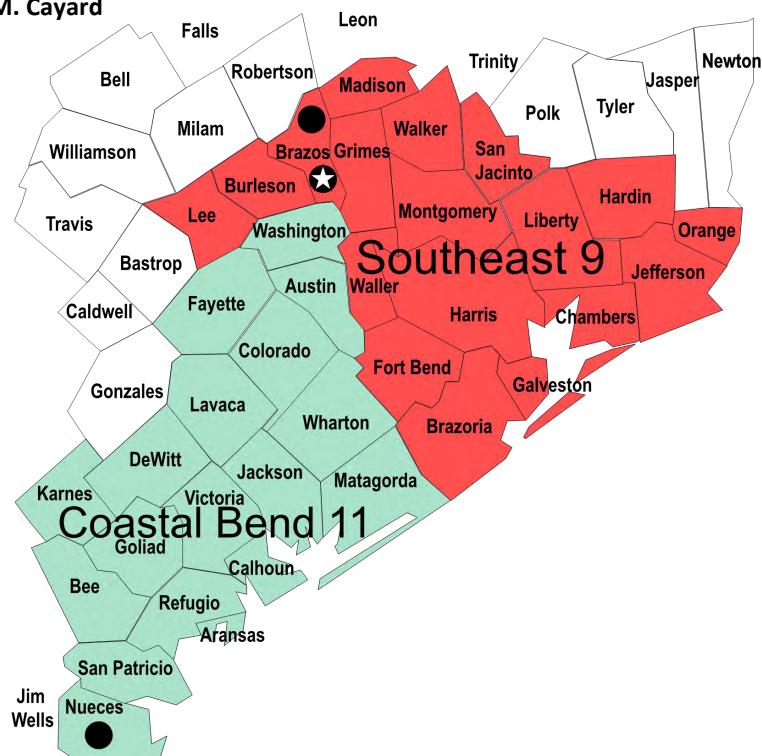 M. Cayard
Leon
Falls
Trinity
Newton
Robertson
Bell
Madison
Jasper
Tyler
Polk
Milam
Walker
Williamson
Brazos
Grimes
San
Jacinto
Burleson
Hardin
Lee
Montgomery
Liberty
Travis
Washington
Orange
Bastrop
Southeast 9
Jefferson
Austin
Waller
Fayette
Caldwell
Harris
Chambers
Colorado
Fort Bend
Galveston
Gonzales
Lavaca
Wharton
Brazoria
DeWitt
Jackson
Matagorda
Karnes
Victoria
Coastal Bend 11
Goliad
Calhoun
Bee
Refugio
Aransas
San Patricio
Jim
Wells
Nueces